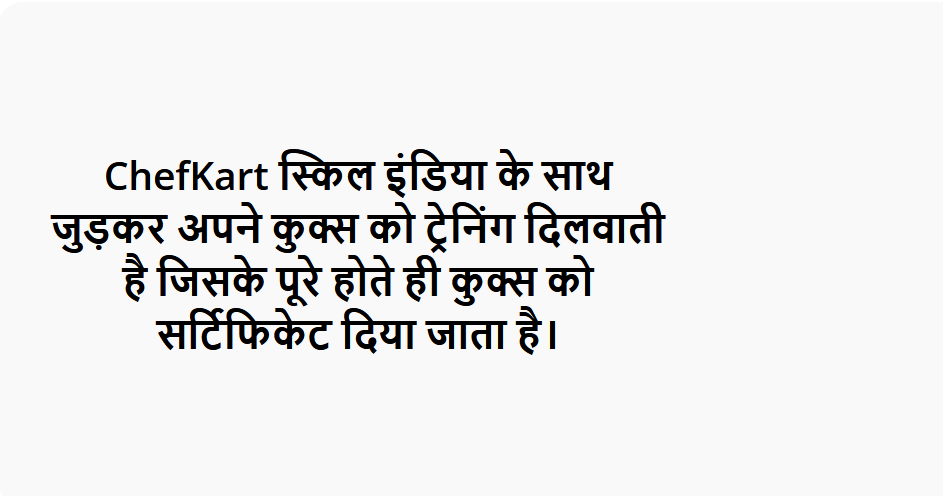 ChefKart स्किल इंडिया के साथ
जुड़कर अपने कुक्स को ट्रेनिंग दिलवाती
है जिसके पूरे होते ही कुक्स को
सर्टिफिकेट दिया जाता है।